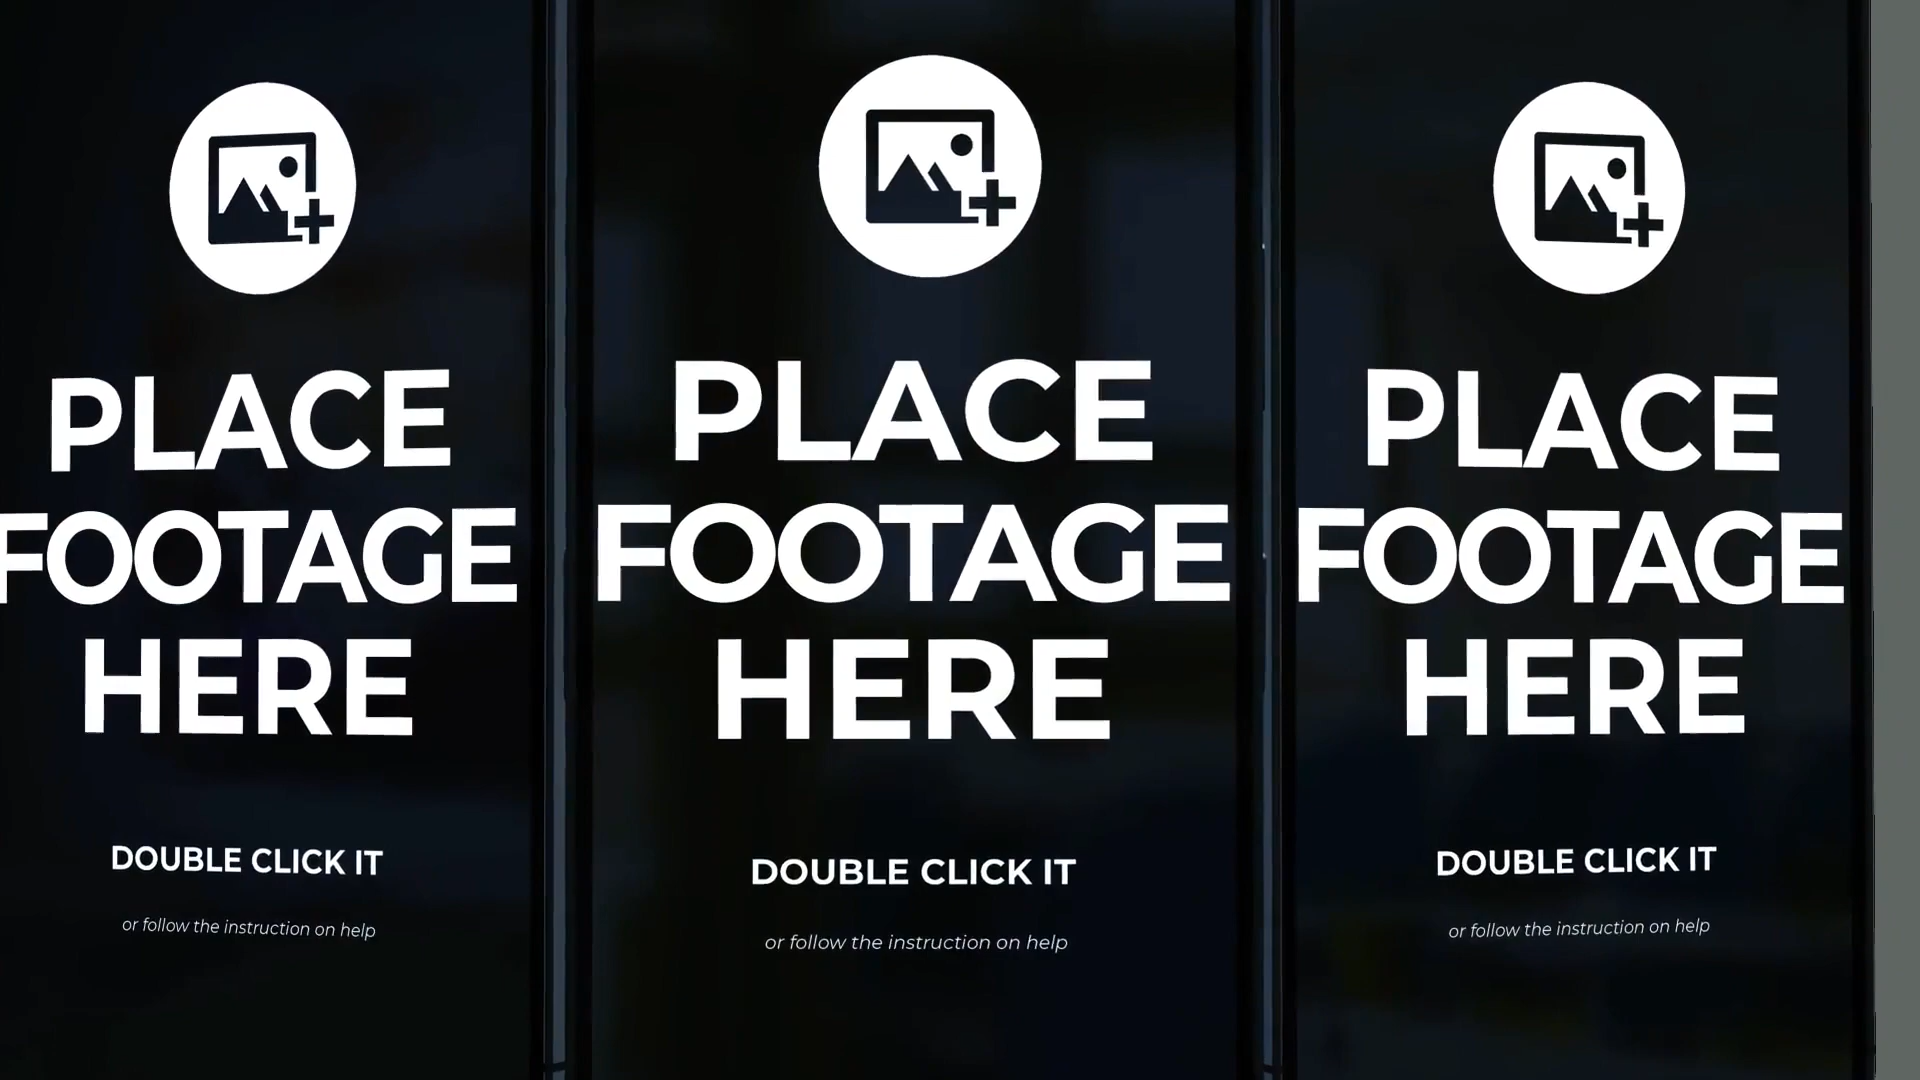 PLACE
FOOTAGE
HERE
DOUBLE CLICK IT
or follow the instruction on help
PLACE
FOOTAGE
HERE
DOUBLE CLICK IT
or follow the instruction on help
PLACE
FOOTAGE
HERE
DOUBLE CLICK IT
or follow the instruction on help